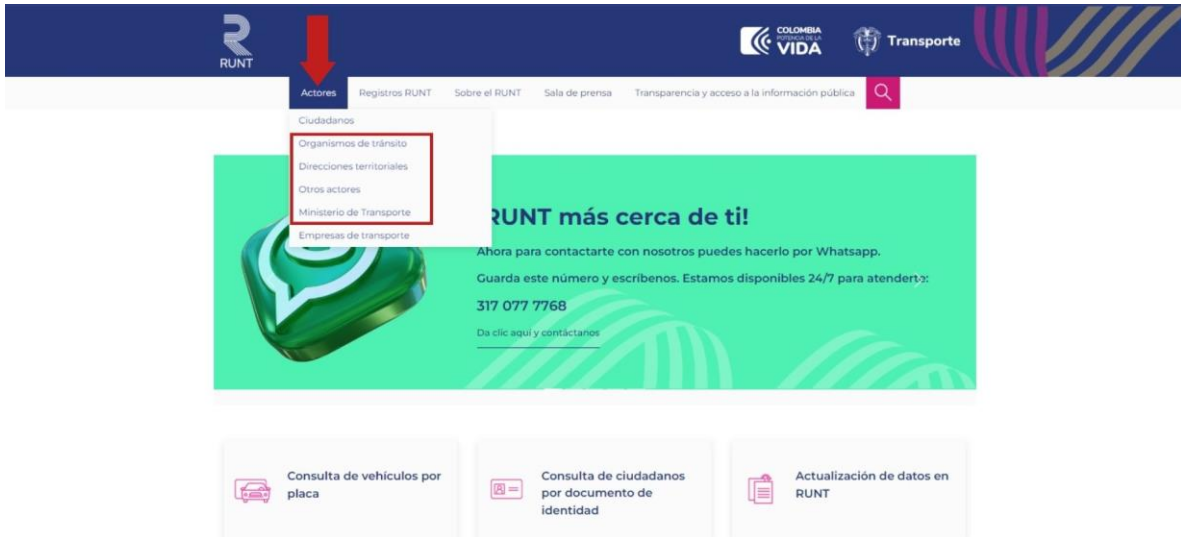 RUNT
COLOMBIA
POTENCIA DE LA
VIDA
Transporte
Actores
Registros RUNT
Sobre el RUNT
Sala de prensa
Transparencia y acceso a la información pública
Ciudadanos
Organismos de tránsito
Direcciones territoriales
Otros actores
Ministerio de Transporte
Empresas de transporte
RUNT más cerca de ti!
Ahora para contactarte con nosotros puedes hacerlo por Whatsapp.
Guarda este número y escríbenos. Estamos disponibles 24/7 para atenderte:
317 077 7768
Da clic aquí y contáctanos
Consulta de vehículos por
placa
Consulta de ciudadanos
por documento de
identidad
Actualización de datos en
RUNT